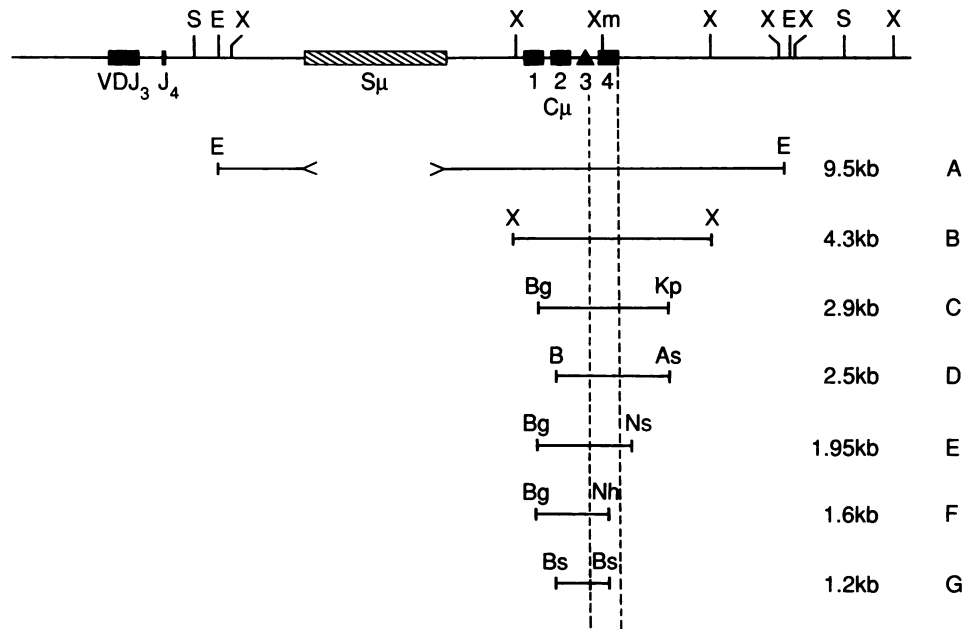 S E X X Xm X X E X S X
VDJ3 J4 Sμ 1 2 3 4
Cμ
E E 9.5kb A
X X 4.3kb B
Bg Kp 2.9kb C
B As 2.5kb D
Bg Ns 1.95kb E
Bg Nh 1.6kb F
Bs Bs 1.2kb G